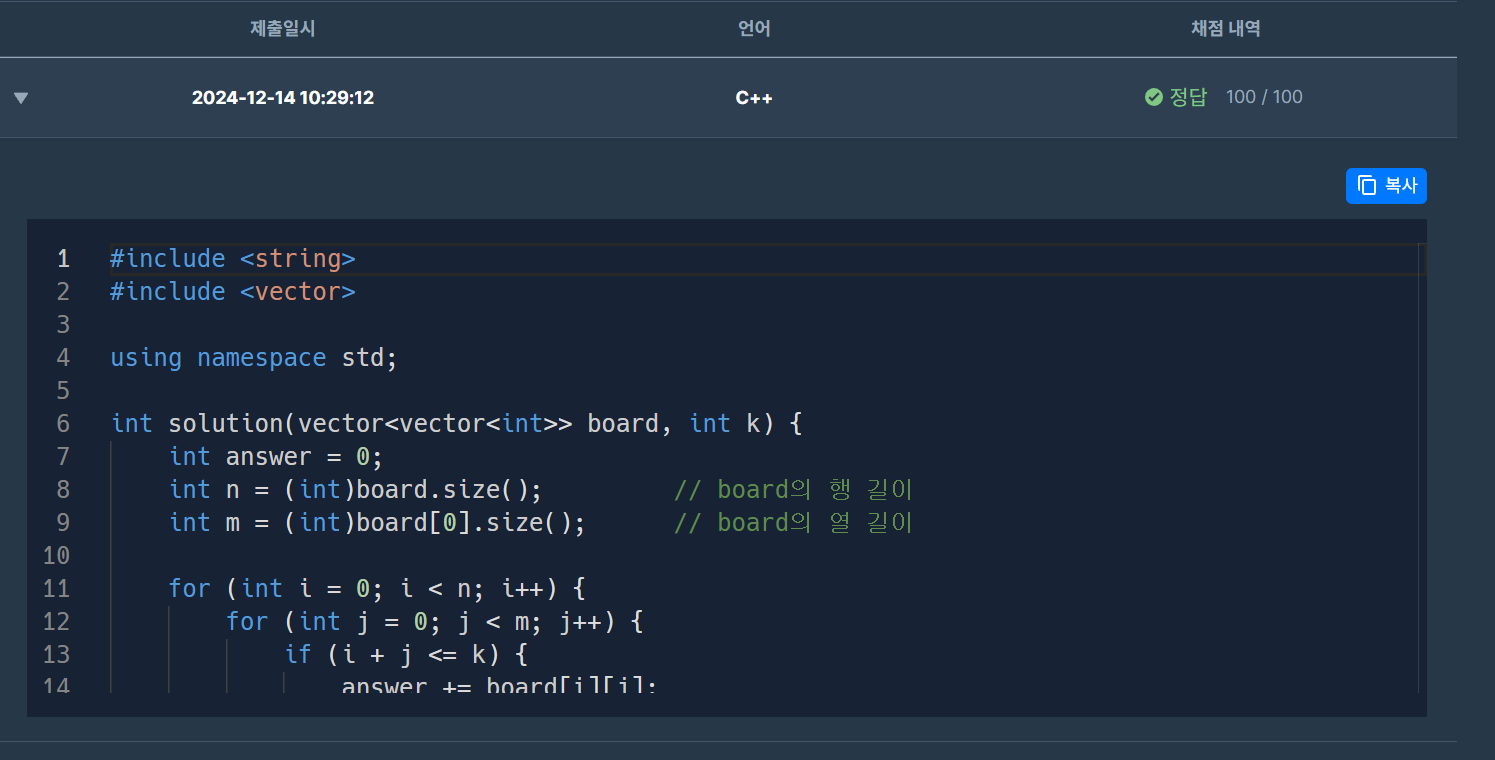 제출일시 언어 채점 내역
2024-12-14 10:29:12 C++ 정답 100 / 100
복사
1 #include <string>
2 #include <vector>
3
4 using namespace std;
5
6 int solution(vector<vector<int>> board, int k) {
7     int answer = 0;
8     int n = (int)board.size();         // board의 행 길이
9     int m = (int)board[0].size();      // board의 열 길이
10
11     for (int i = 0; i < n; i++) {
12         for (int j = 0; j < m; j++) {
13             if (i + j <= k) {
14                 answer += board[i][j];